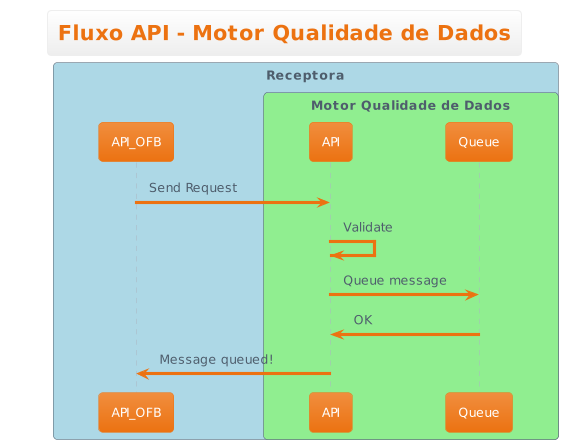 Fluxo API - Motor Qualidade de Dados
Receptora
Motor Qualidade de Dados
API_OFB
API
Queue
Send Request
Validate
Queue message
OK
Message queued!
API_OFB
API
Queue